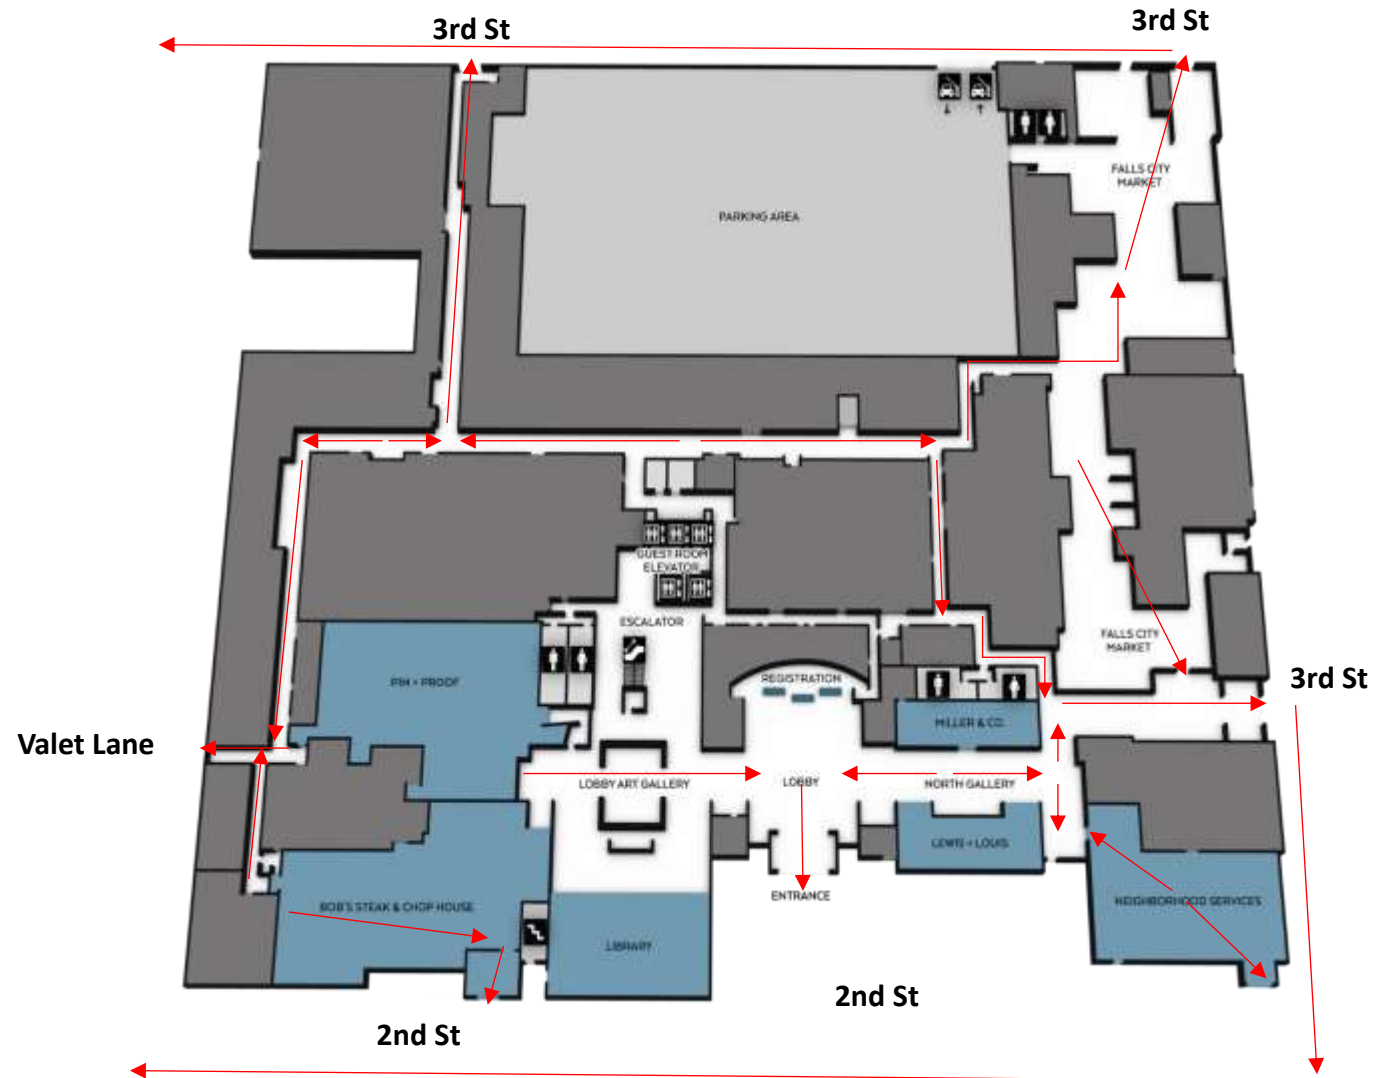 3rd St
3rd St
FALLS CITY
MARKET
PARKING AREA
GUEST ROOM
ELEVATOR
ESCALATOR
FALLS CITY
MARKET
REGISTRATION
3rd St
PIN + PROOF
MILLER & CO.
Valet Lane
LOBBY ART GALLERY
LOBBY
NORTH GALLERY
LEWIS + LOUIS
ENTRANCE
NEIGHBORHOOD SERVICES
BOB'S STEAK & CHOP HOUSE
LIBRARY
2nd St
2nd St